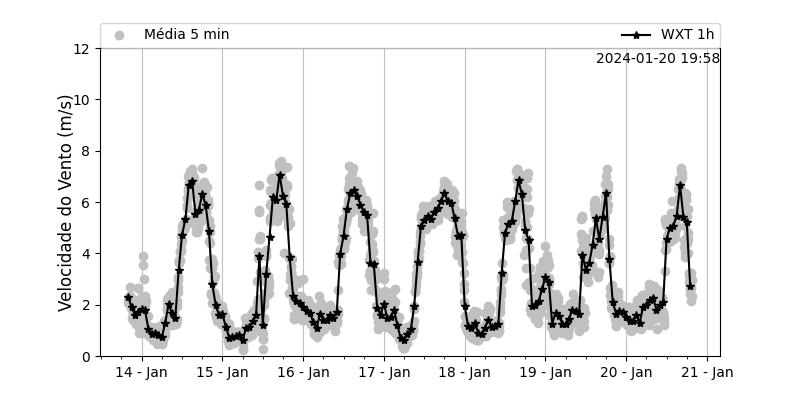 Média 5 min
WXT 1h
2024-01-20 19:58
Velocidade do Vento (m/s)
12
10
8
6
4
2
0
14 - Jan
15 - Jan
16 - Jan
17 - Jan
18 - Jan
19 - Jan
20 - Jan
21 - Jan